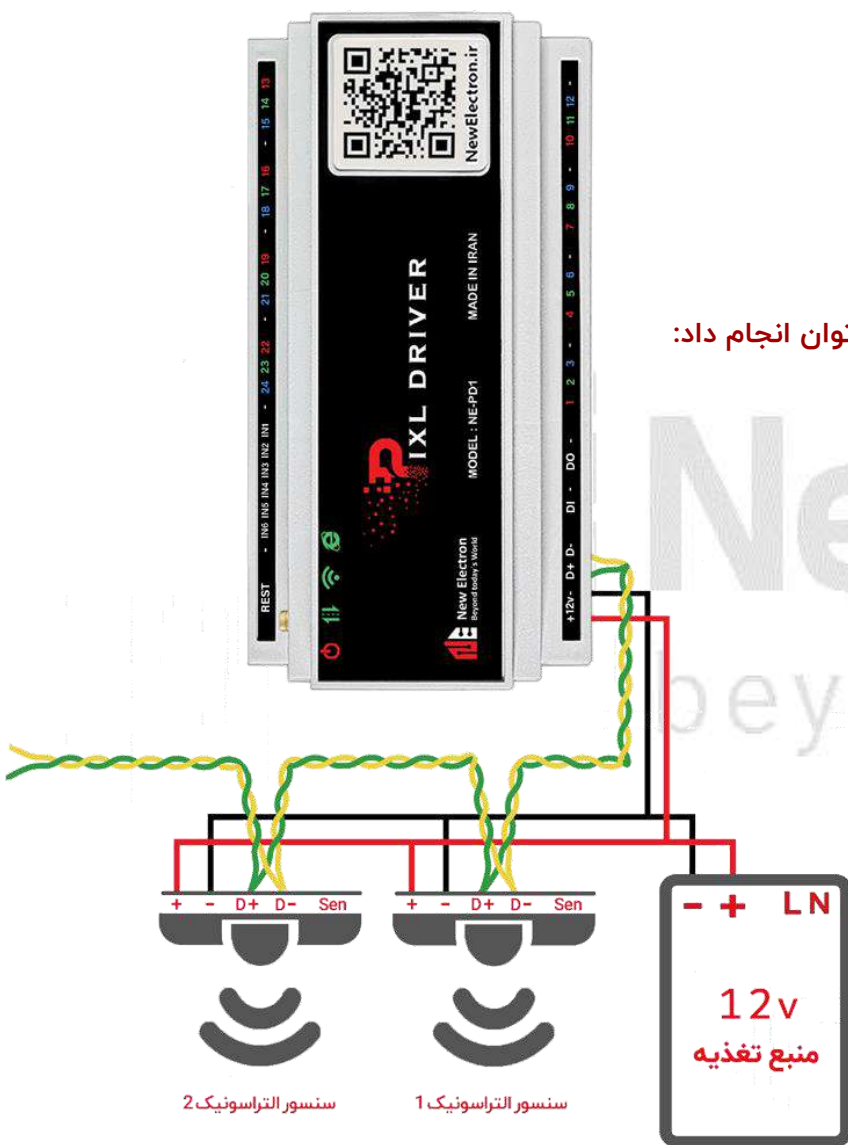 NewElectron.ir
13 14 15 - 16 17 18 - 19 20 21 - 22 23 24 - IN1 IN2 IN3 IN4 IN5 IN6 - REST
PIXL DRIVER
MODEL : NE-PD1 MADE IN IRAN
New Electron
Beyond today's World
+12v- D+ D- DI - DO - 1 2 3 - 4 5 6 - 7 8 9 - 10 11 12 -
توان انجام داد:
Ne
bey
+ - D+ D- Sen
+ - D+ D- Sen
- + L N
12v
منبع تغذیه
سنسور التراسونیک 1
سنسور التراسونیک 2